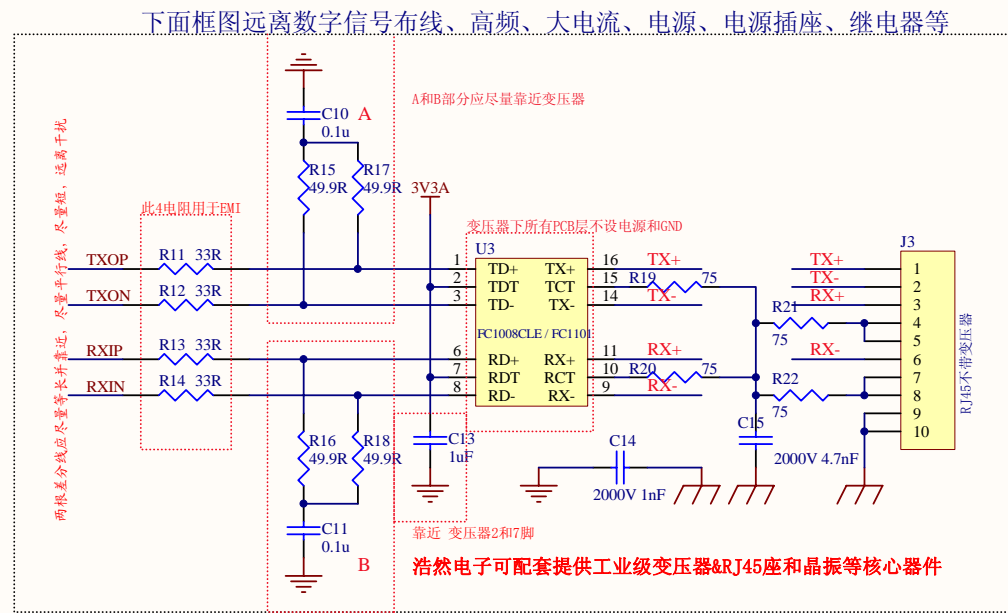 下面框图远离数字信号布线、高频、大电流、电源、电源插座、继电器等
A和B部分应尽量靠近变压器
C10
0.1u
A
R15
49.9R
R17
49.9R
3V3A
两根差分线应尽量等长并靠近，尽量平行线，尽量短，远离干扰
此4电阻用于EMI
变压器下所有PCB层不设电源和GND
TXOP
R11 33R
TXON
R12 33R
RXIP
R13 33R
RXIN
R14 33R
U3
1 TD+ TX+ 16
2 TDT TCT 15
3 TD- TX- 14
FC1008CLE / FC1101
6 RD+ RX+ 11
7 RDT RCT 10
8 RD- RX- 9
TX+
R19 75
TX-
RX+
R20 75
RX-
R21
75
R22
75
TX+
TX-
RX+
RX-
J3
1
2
3
4
5
6
7
8
9
10
RJ45不带变压器
R16
49.9R
R18
49.9R
C13
1uF
C14
2000V 1nF
C15
2000V 4.7nF
C11
0.1u
B
靠近 变压器2和7脚
浩然电子可配套提供工业级变压器&RJ45座和晶振等核心器件